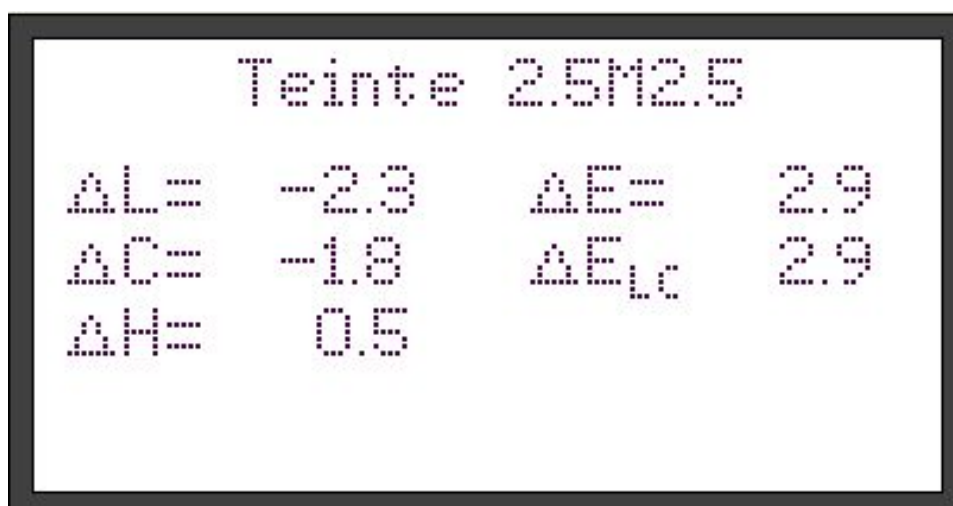 Teinte 2.5M2.5
ΔL= -2.3 ΔE= 2.9
ΔC= -1.8 ΔELC 2.9
ΔH= 0.5